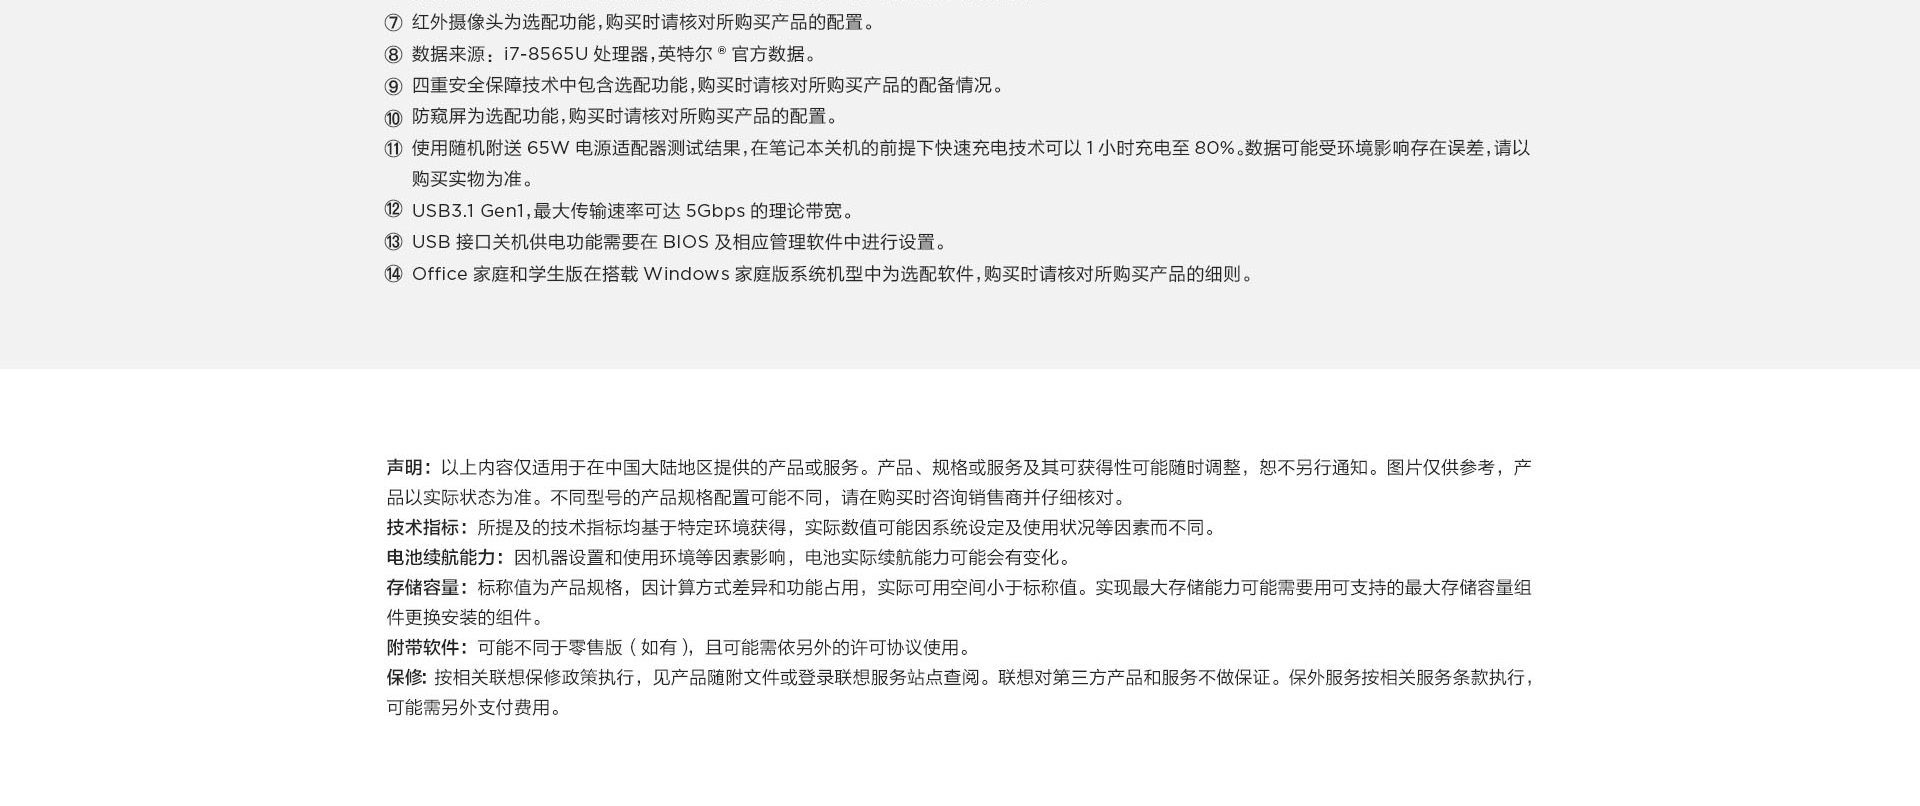 ⑦ 红外摄像头为选配功能,购买时请核对所购买产品的配置。
⑧ 数据来源：i7-8565U 处理器,英特尔 ® 官方数据。
⑨ 四重安全保障技术中包含选配功能,购买时请核对所购买产品的配备情况。
⑩ 防窥屏为选配功能,购买时请核对所购买产品的配置。
⑪ 使用随机附送 65W 电源适配器测试结果,在笔记本关机的前提下快速充电技术可以 1 小时充电至 80%。数据可能受环境影响存在误差,请以
购买实物为准。
⑫ USB3.1 Gen1,最大传输速率可达 5Gbps 的理论带宽。
⑬ USB 接口关机供电功能需要在 BIOS 及相应管理软件中进行设置。
⑭ Office 家庭和学生版在搭载 Windows 家庭版系统机型中为选配软件,购买时请核对所购买产品的细则。
声明：以上内容仅适用于在中国大陆地区提供的产品或服务。产品、规格或服务及其可获得性可能随时调整，恕不另行通知。图片仅供参考，产
品以实际状态为准。不同型号的产品规格配置可能不同，请在购买时咨询销售商并仔细核对。
技术指标：所提及的技术指标均基于特定环境获得，实际数值可能因系统设定及使用状况等因素而不同。
电池续航能力：因机器设置和使用环境等因素影响，电池实际续航能力可能会有变化。
存储容量：标称值为产品规格，因计算方式差异和功能占用，实际可用空间小于标称值。实现最大存储能力可能需要用可支持的最大存储容量组
件更换安装的组件。
附带软件：可能不同于零售版（如有），且可能需依另外的许可协议使用。
保修: 按相关联想保修政策执行，见产品随附文件或登录联想服务站点查阅。联想对第三方产品和服务不做保证。保外服务按相关服务条款执行，
可能需另外支付费用。